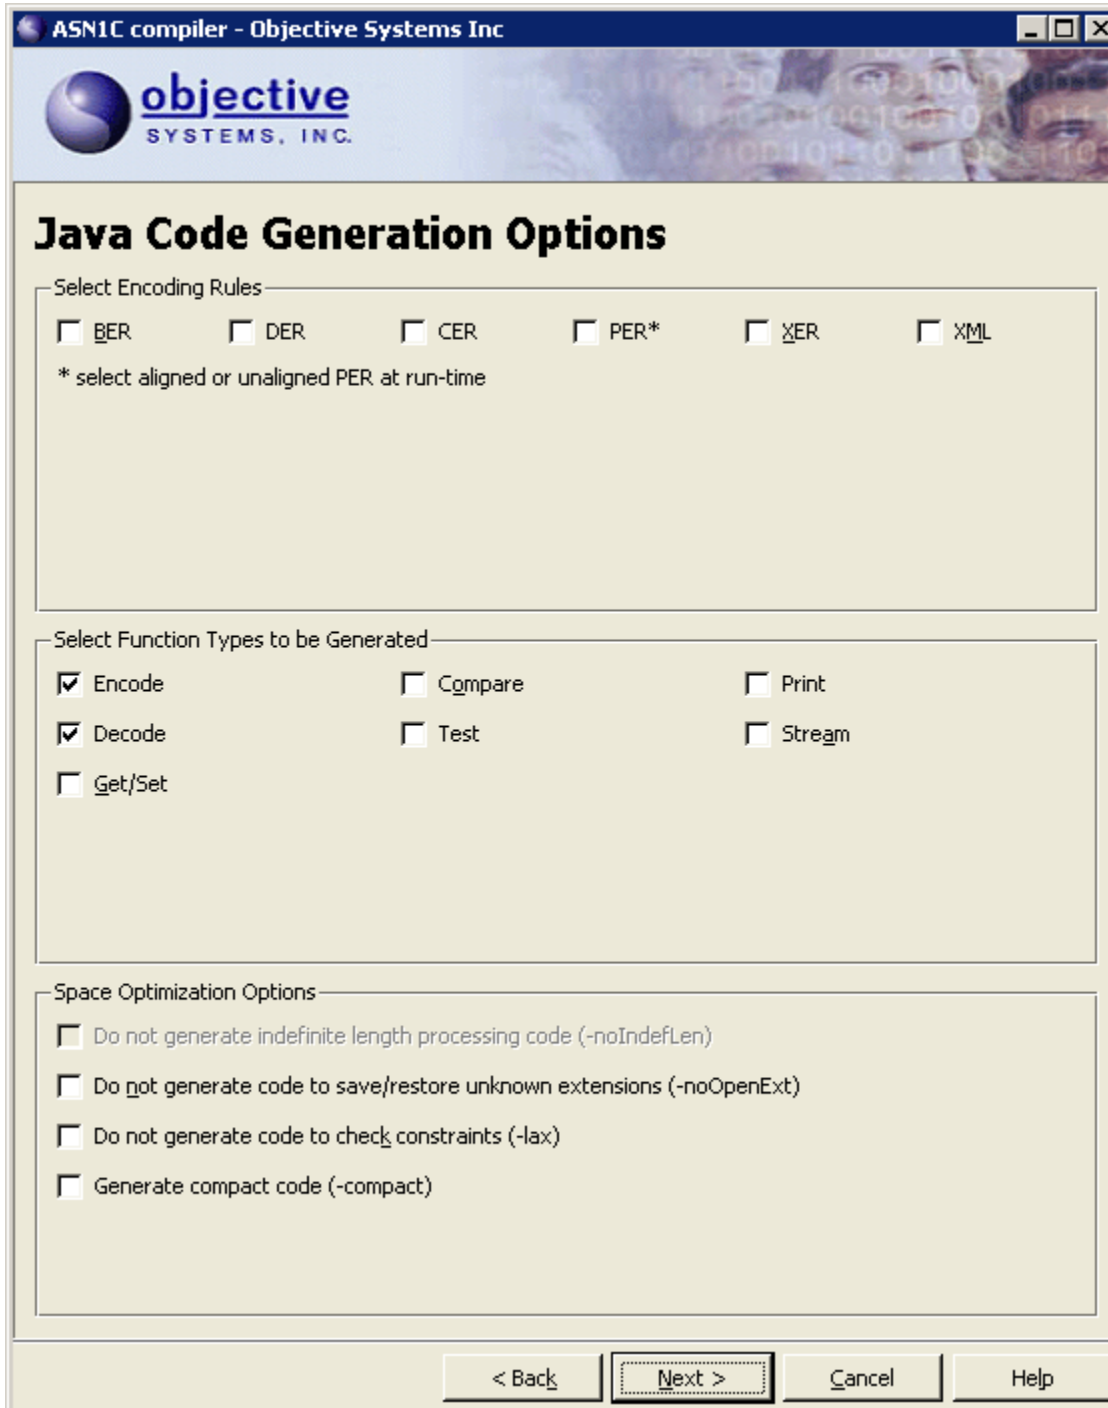 ASN1C compiler - Objective Systems Inc
objective
SYSTEMS, INC.
Java Code Generation Options
Select Encoding Rules
BER DER CER PER* XER XML
* select aligned or unaligned PER at run-time
Select Function Types to be Generated
Encode Compare Print
Decode Test Stream
Get/Set
Space Optimization Options
Do not generate indefinite length processing code (-noIndefLen)
Do not generate code to save/restore unknown extensions (-noOpenExt)
Do not generate code to check constraints (-lax)
Generate compact code (-compact)
< Back Next > Cancel Help